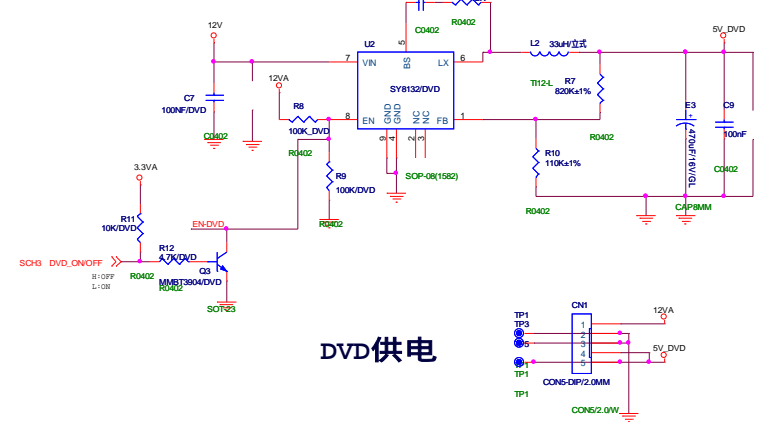 12V
C0402
R0402
5V_DVD
U2
L2 33uH/立式
5
7
VIN
BS
LX
6
12VA
SY8132/DVD
TI12-L
R7
820K±1%
C7
100NF/DVD
R8
100K_DVD
8
EN
GND
GND
NC
NC
FB
1
E3
+
470uF/16V/GL
C9
100nF
C0402
R0402
9
4
2
3
R0402
R10
110K±1%
3.3VA
R9
100K/DVD
SOP-08(1582)
C0402
R0402
CAP8MM
R0402
R11
10K/DVD
EN-DVD
R12
4.7K/DVD
SCH3 DVD_ON/OFF
H:OFF
L:ON
R0402
R0402
Q3
MMBT3904/DVD
SOT-23
DVD供电
CN1
TP1
TP3
1
2
3
4
5
12VA
5V_DVD
TP1
TP1
CON5-DIP/2.0MM
CON5/2.0/W